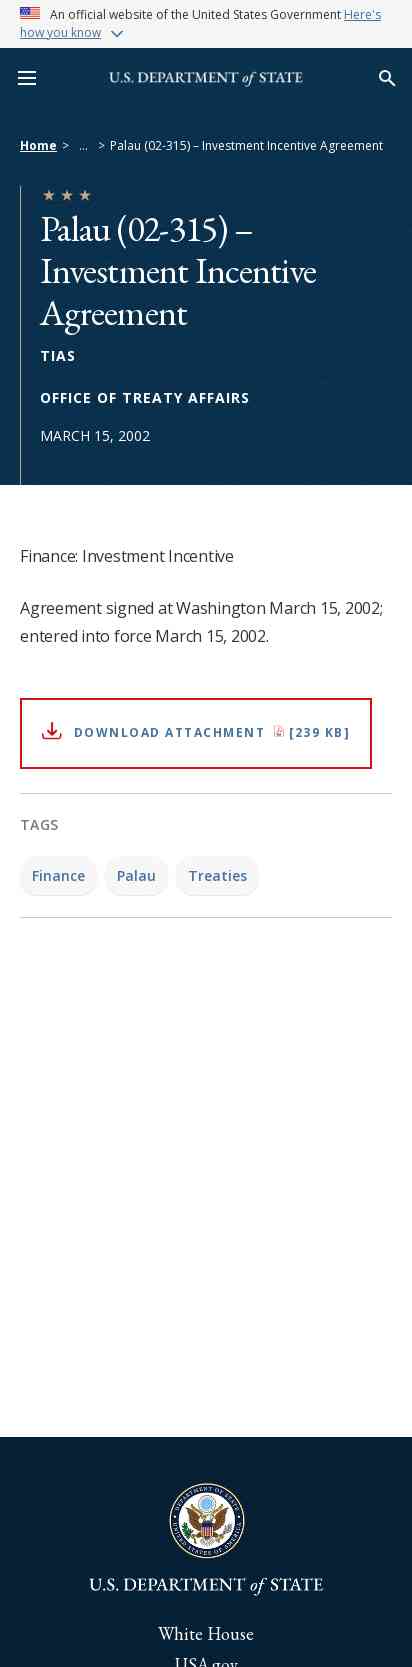 An official website of the United States Government Here's
how you know
U.S. DEPARTMENT of STATE
Home > ... > Palau (02-315) – Investment Incentive Agreement
Palau (02-315) –
Investment Incentive
Agreement
TIAS
OFFICE OF TREATY AFFAIRS
MARCH 15, 2002
Finance: Investment Incentive
Agreement signed at Washington March 15, 2002;
entered into force March 15, 2002.
DOWNLOAD ATTACHMENT [239 KB]
TAGS
Finance Palau Treaties
DEPARTMENT OF STATE
UNITED STATES OF AMERICA
U.S. DEPARTMENT of STATE
White House
USA.gov